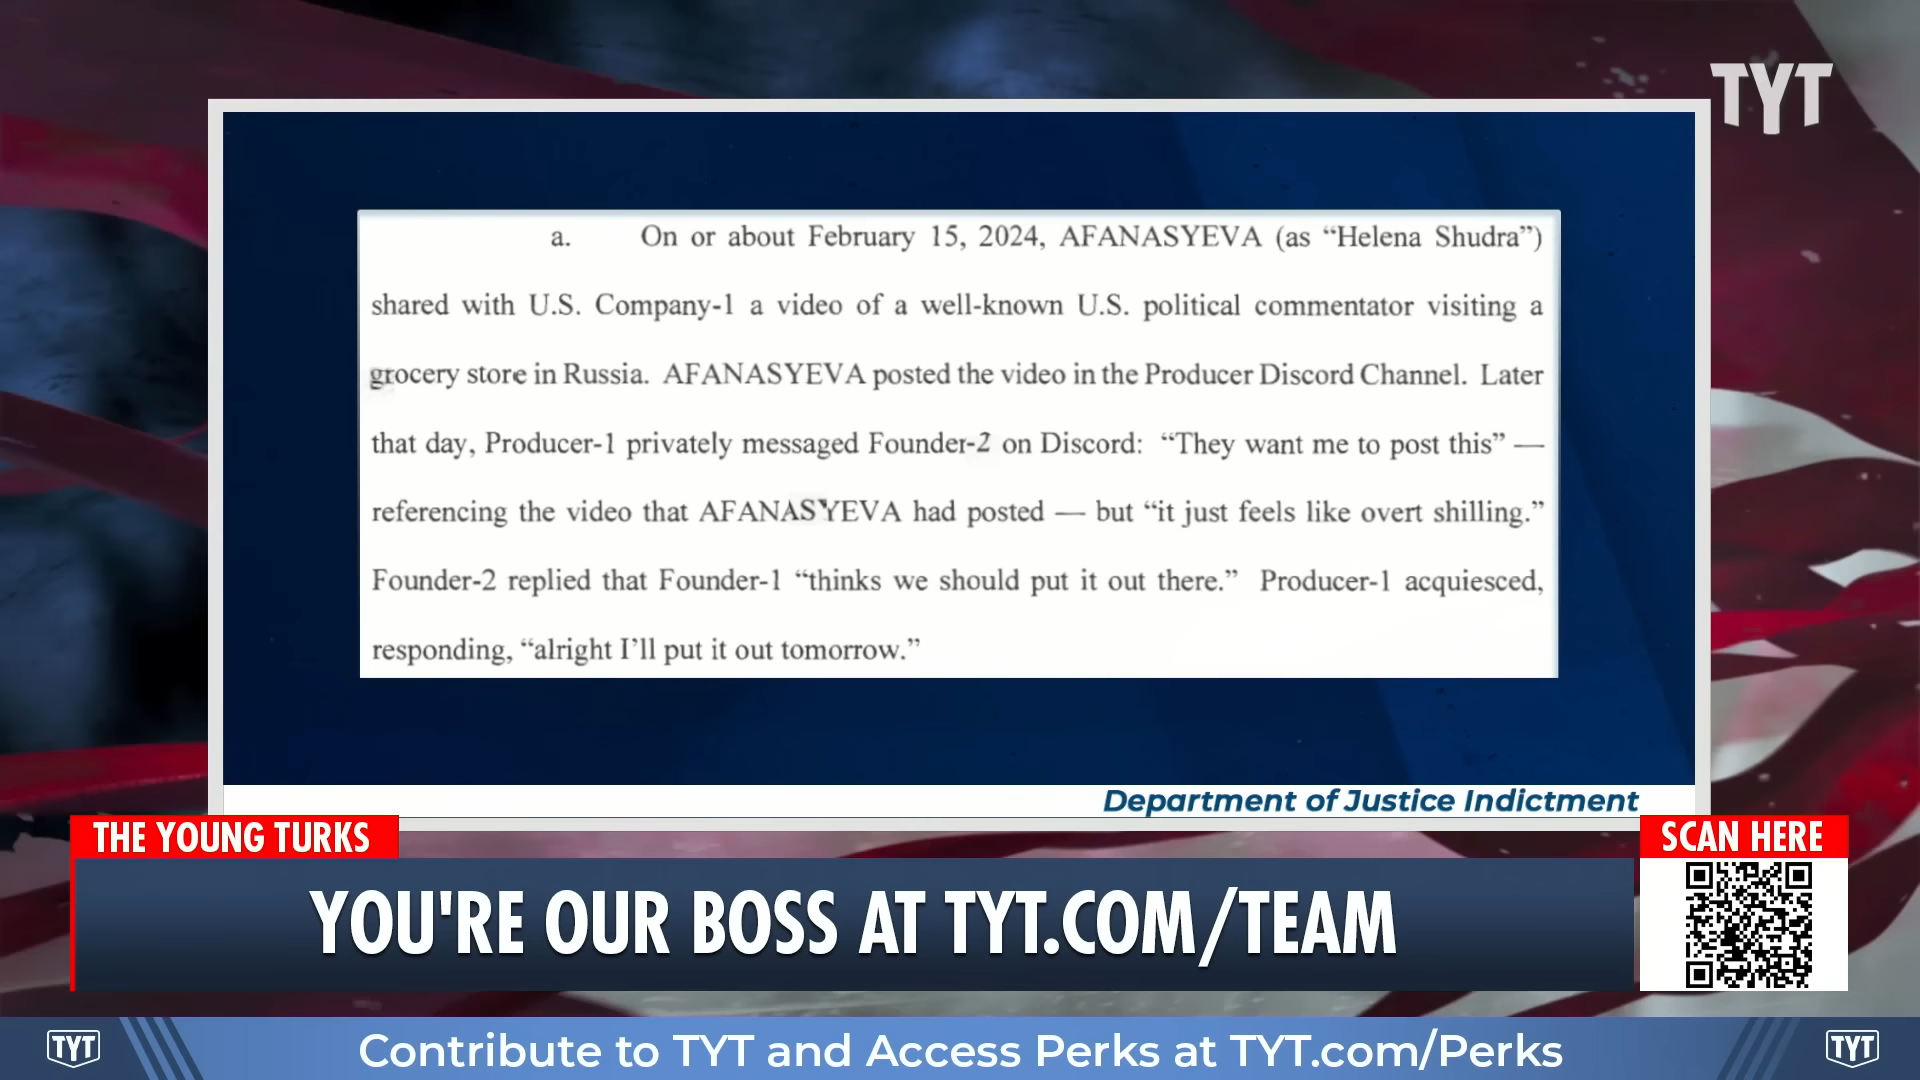 TYT
a. On or about February 15, 2024, AFANASYEVA (as “Helena Shudra”)
shared with U.S. Company-1 a video of a well-known U.S. political commentator visiting a
grocery store in Russia. AFANASYEVA posted the video in the Producer Discord Channel. Later
that day, Producer-1 privately messaged Founder-2 on Discord: “They want me to post this” —
referencing the video that AFANASYEVA had posted — but “it just feels like overt shilling.”
Founder-2 replied that Founder-1 “thinks we should put it out there.” Producer-1 acquiesced,
responding, “alright I’ll put it out tomorrow.”
Department of Justice Indictment
THE YOUNG TURKS
SCAN HERE
YOU'RE OUR BOSS AT TYT.COM/TEAM
TYT
Contribute to TYT and Access Perks at TYT.com/Perks
TYT